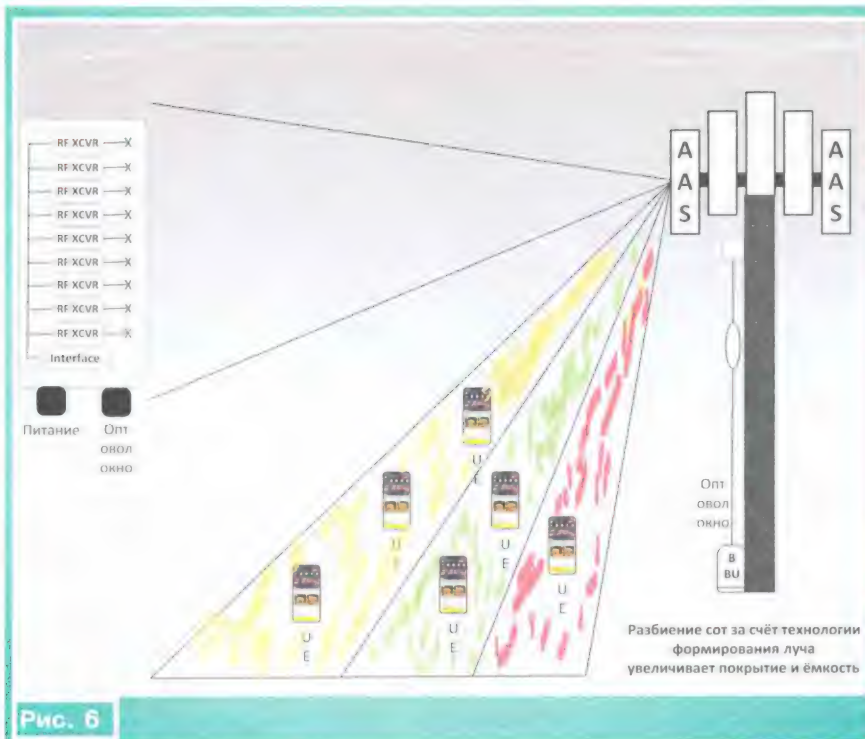 RF XCVR X
RF XCVR X
RF XCVR X
RF XCVR X
RF XCVR X
RF XCVR X
RF XCVR X
RF XCVR X
RF XCVR X
Interface
Питание
Опт
овол
окно
A
A
S
A
A
S
U
E
U
E
U
E
U
E
U
E
U
E
Опт
овол
окно
B
BU
Разбиение сот за счёт технологии
формирования луча
увеличивает покрытие и ёмкость
Рис. 6